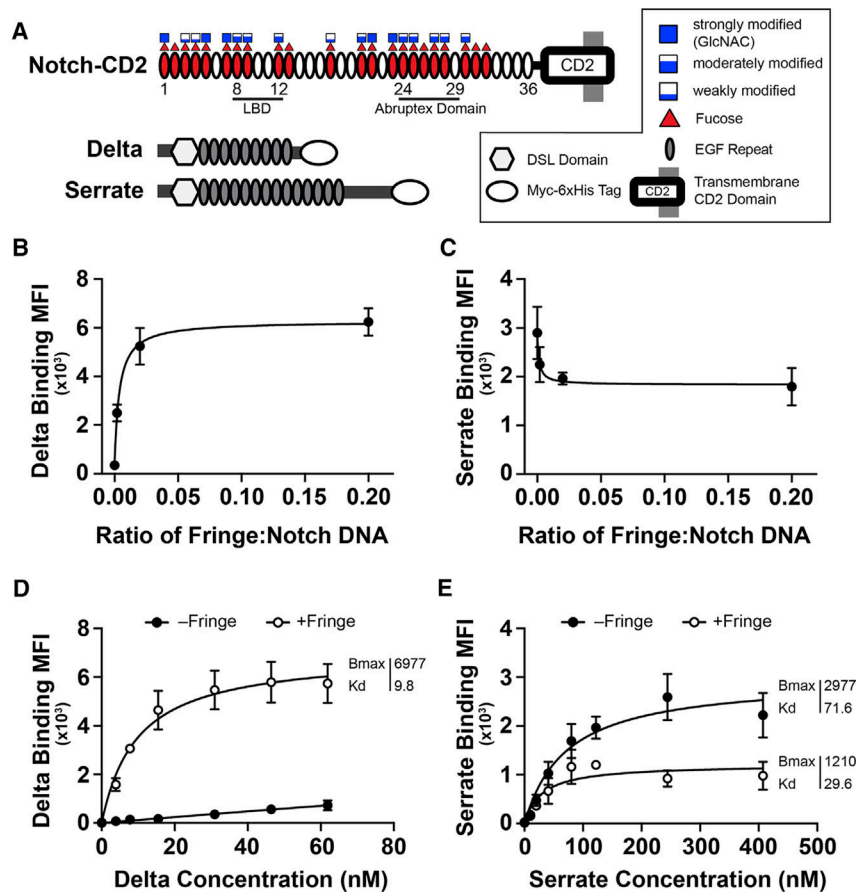 A
Notch-CD2
CD2
1 8 12 24 29 36
LBD
Abruptex Domain
Delta
Serrate
strongly modified
(GlcNAC)
moderately modified
weakly modified
Fucose
EGF Repeat
DSL Domain
Myc-6xHis Tag
CD2
Transmembrane
CD2 Domain
B
Delta Binding MFI
(x10³)
8
6
4
2
0
0.00 0.05 0.10 0.15 0.20
Ratio of Fringe:Notch DNA
C
Serrate Binding MFI
(x10³)
4
3
2
1
0
0.00 0.05 0.10 0.15 0.20
Ratio of Fringe:Notch DNA
D
–Fringe +Fringe
Delta Binding MFI
(x10³)
8
6
4
2
0
Bmax 6977
Kd 9.8
0 20 40 60 80
Delta Concentration (nM)
E
–Fringe +Fringe
Serrate Binding MFI
(x10³)
4
3
2
1
0
Bmax 2977
Kd 71.6
Bmax 1210
Kd 29.6
0 100 200 300 400 500
Serrate Concentration (nM)